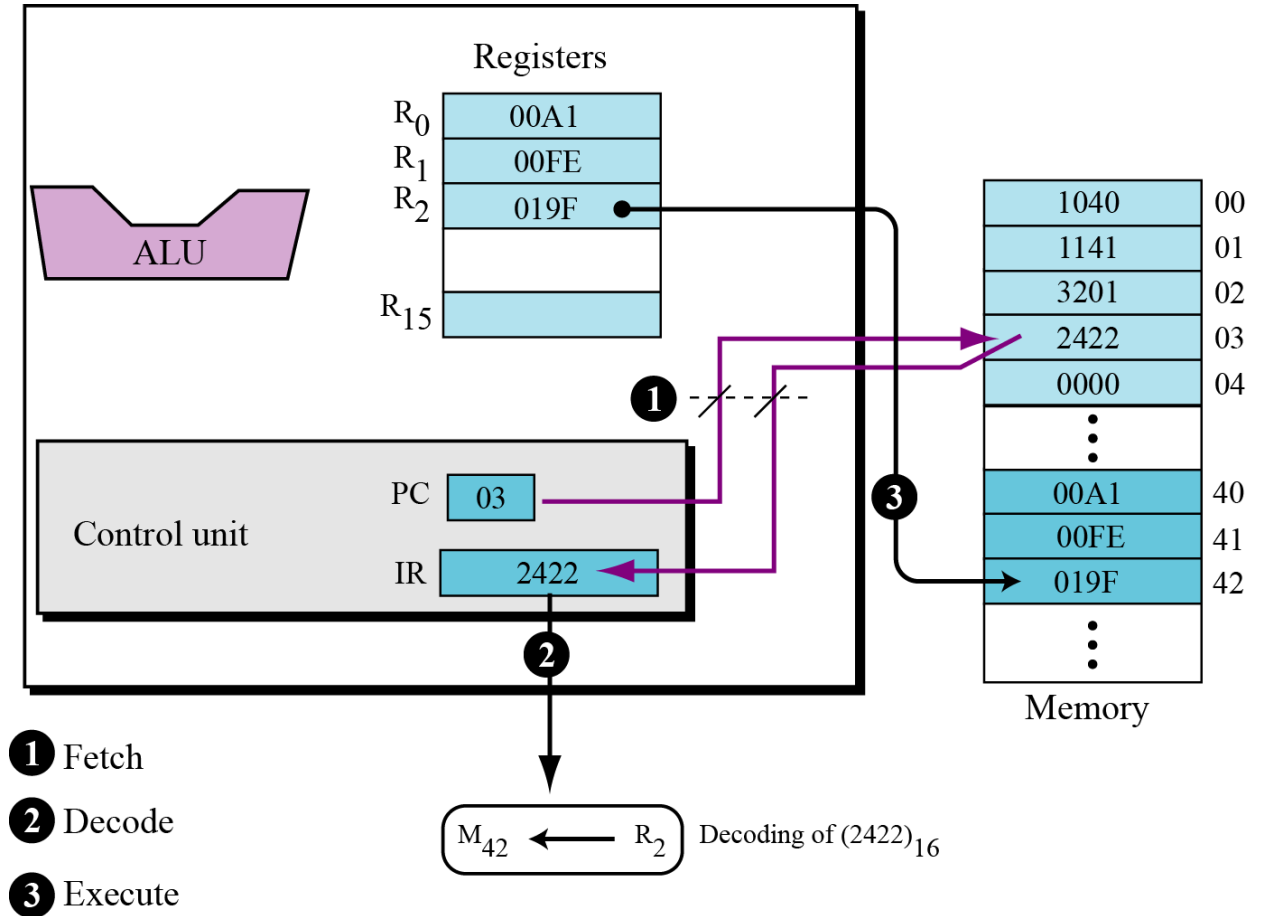 Registers
R0 00A1
R1 00FE
R2 019F
R15
ALU
1040 00
1141 01
3201 02
2422 03
0000 04
00A1 40
00FE 41
019F 42
Memory
1
3
PC 03
Control unit
IR 2422
2
1 Fetch
2 Decode
3 Execute
M42 R2 Decoding of (2422)16